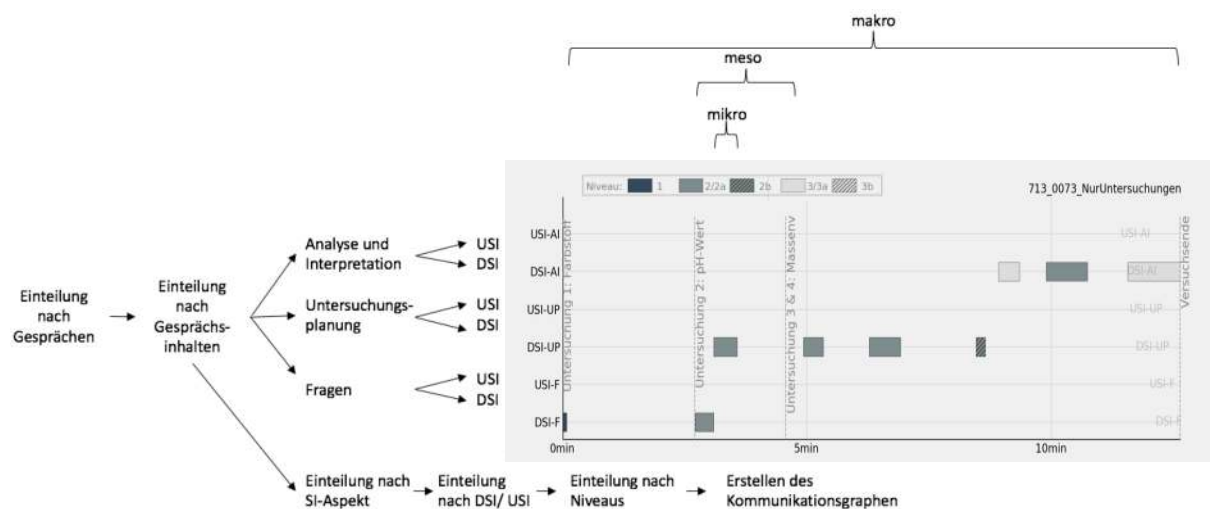 makro
meso
mikro
Niveau: 1 2/2a 2b 3/3a 3b
713_0073_NurUntersuchungen
USI-AI
DSI-AI
USI-UP
DSI-UP
USI-F
DSI-F
Untersuchung 1: Farbstoff
Untersuchung 2: pH-Wert
Untersuchung 3 & 4: Massenv
Versuchsende
USI-AI
DSI-AI
USI-UP
DSI-UP
USI-F
DSI-F
0min 5min 10min
Einteilung
nach
Gesprächen
Einteilung
nach
Gesprächs-
inhalten
Analyse und
Interpretation
USI
DSI
Untersuchungs-
planung
USI
DSI
Fragen
USI
DSI
Einteilung nach
SI-Aspekt
Einteilung
nach DSI/ USI
Einteilung nach
Niveaus
Erstellen des
Kommunikationsgraphen